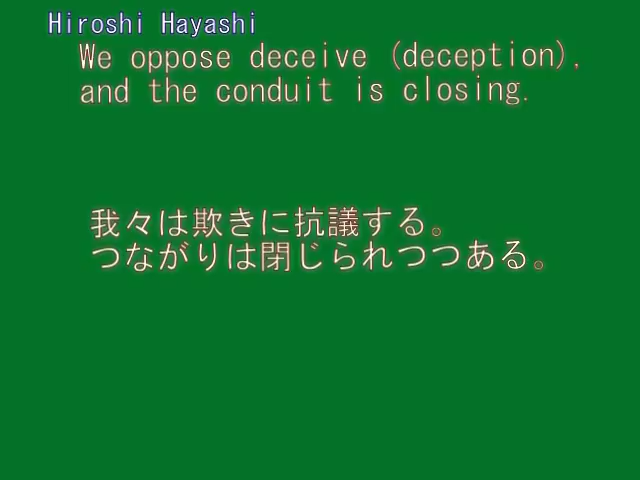 Hiroshi Hayashi
We oppose deceive (deception),
and the conduit is closing.
我々は欺きに抗議する。
つながりは閉じられつつある。